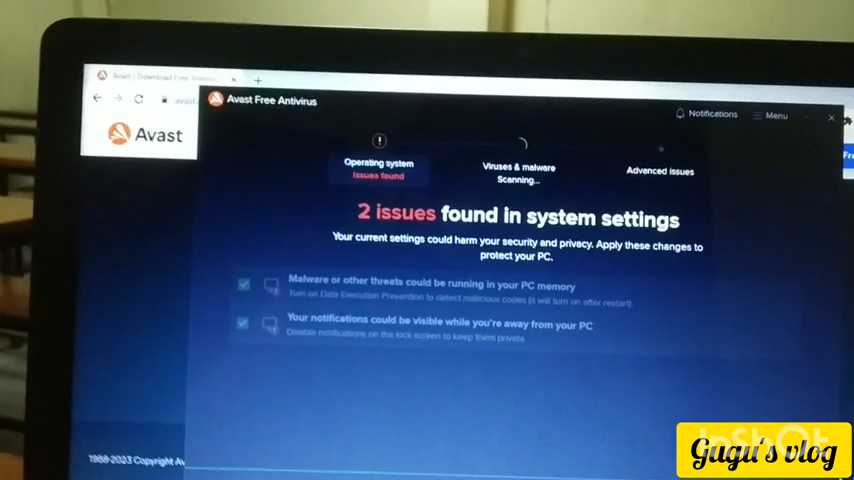 Avast | Download Free Antivirus
avast.
Avast
Avast Free Antivirus
Notifications
Menu
Operating system
Issues found
Viruses & malware
Scanning...
Advanced issues
2 issues found in system settings
Your current settings could harm your security and privacy. Apply these changes to
protect your PC.
Malware or other threats could be running in your PC memory
Turn on Data Execution Prevention to detect malicious codes (it will turn on after restart)
Your notifications could be visible while you're away from your PC
Disable notifications on the lock screen to keep them private
1988-2023 Copyright Av
Fre
InShOt
Gugu's vlog